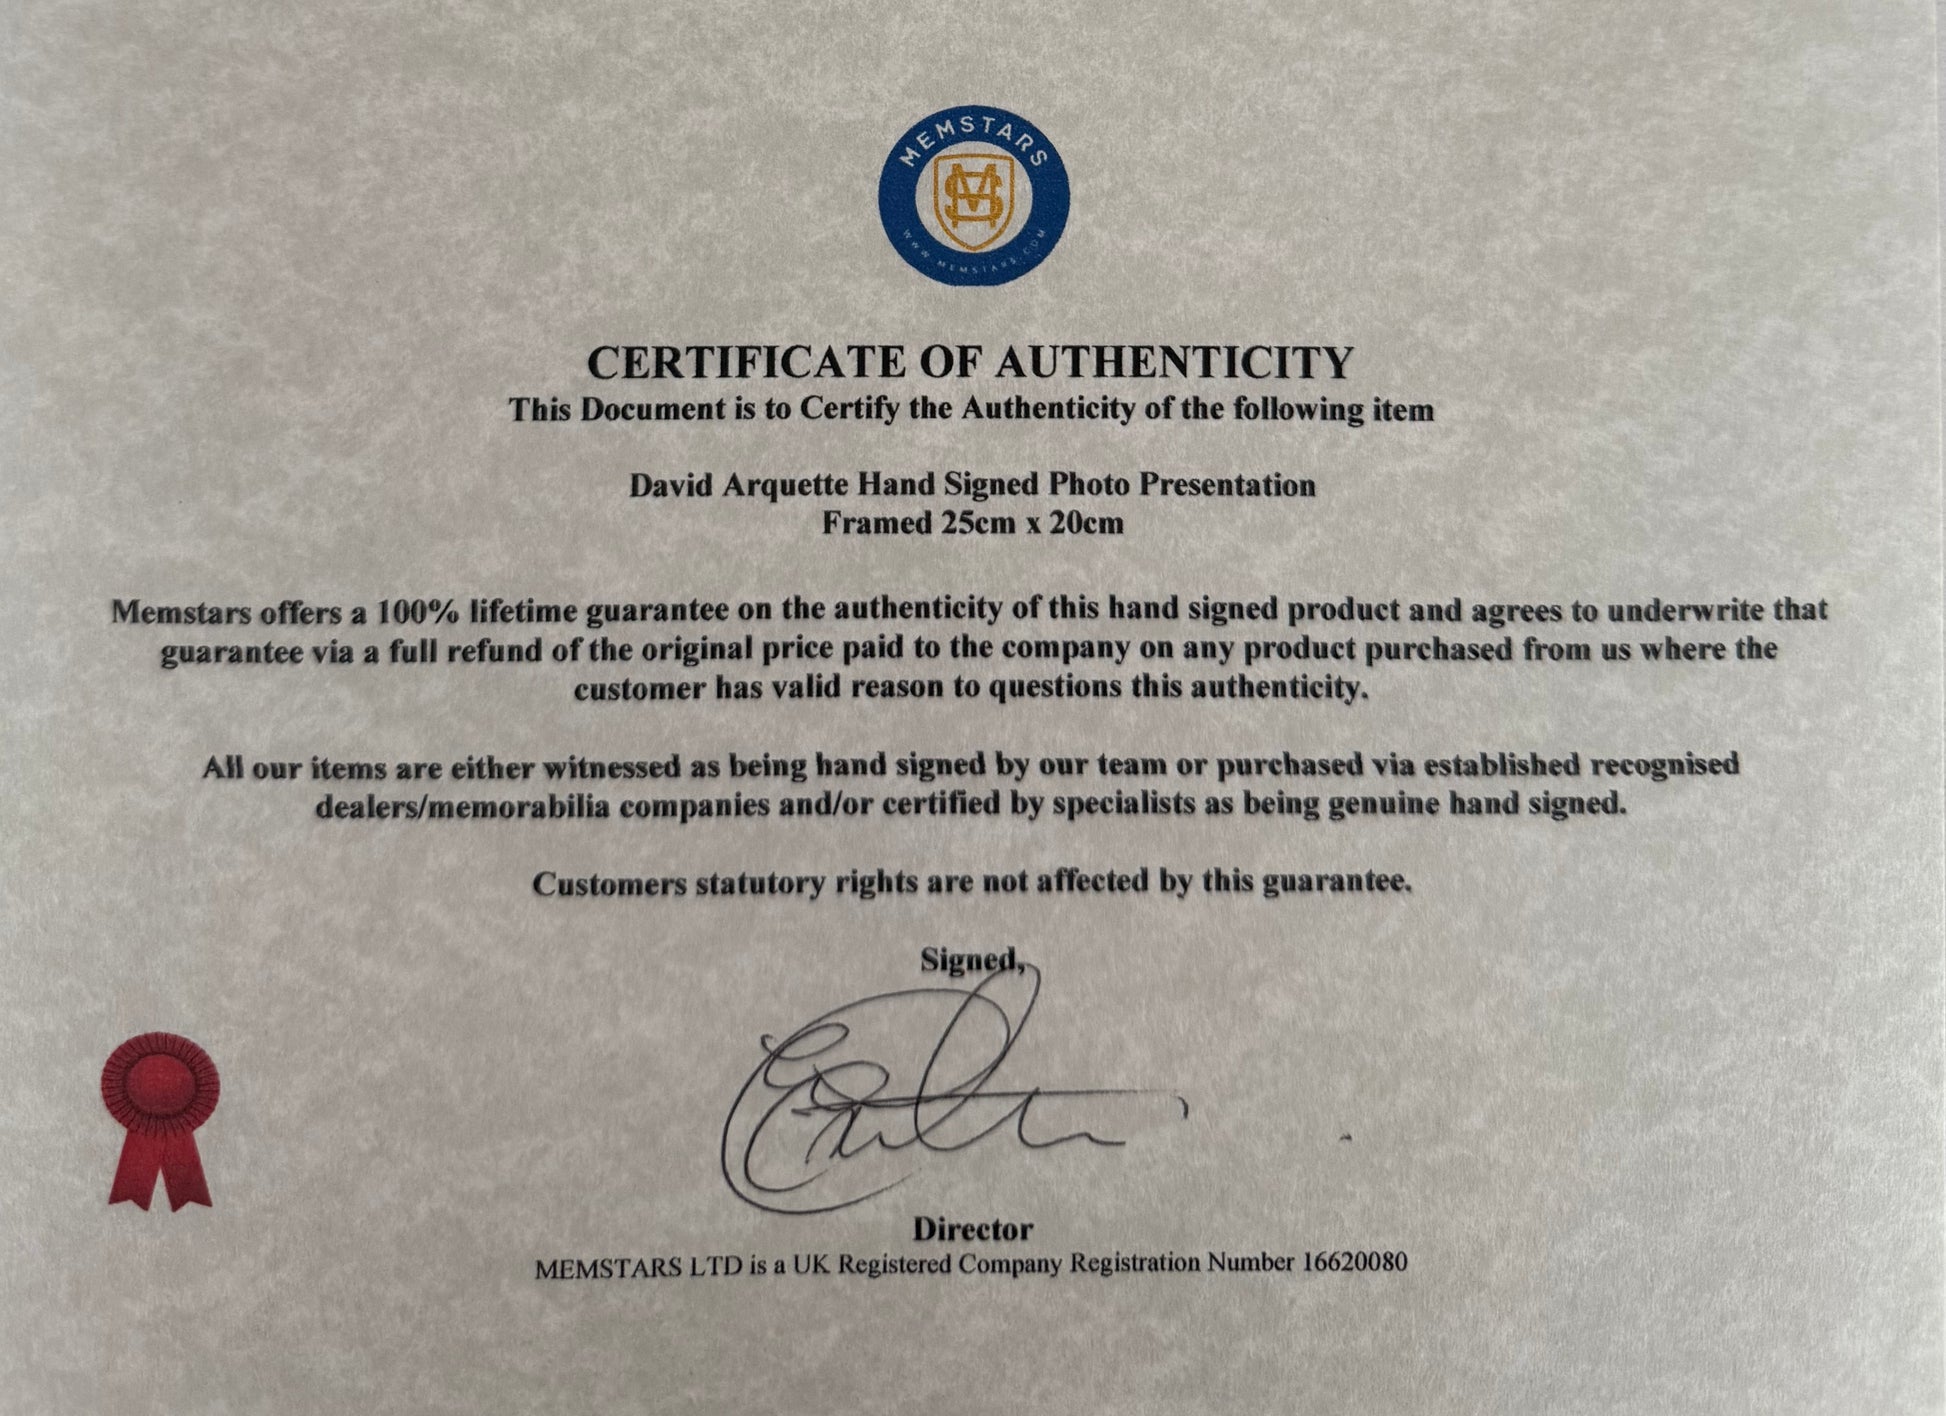 MEMSTARS
WWW.MEMSTARS.COM
CERTIFICATE OF AUTHENTICITY
This Document is to Certify the Authenticity of the following item
David Arquette Hand Signed Photo Presentation
Framed 25cm x 20cm
Memstars offers a 100% lifetime guarantee on the authenticity of this hand signed product and agrees to underwrite that
guarantee via a full refund of the original price paid to the company on any product purchased from us where the
customer has valid reason to questions this authenticity.
All our items are either witnessed as being hand signed by our team or purchased via established recognised
dealers/memorabilia companies and/or certified by specialists as being genuine hand signed.
Customers statutory rights are not affected by this guarantee.
Signed,
Director
MEMSTARS LTD is a UK Registered Company Registration Number 16620080